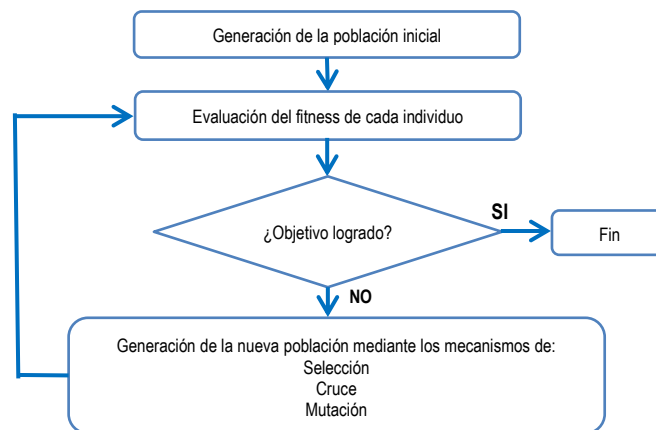 Generación de la población inicial
Evaluación del fitness de cada individuo
¿Objetivo logrado?
SI
Fin
NO
Generación de la nueva población mediante los mecanismos de:
Selección
Cruce
Mutación